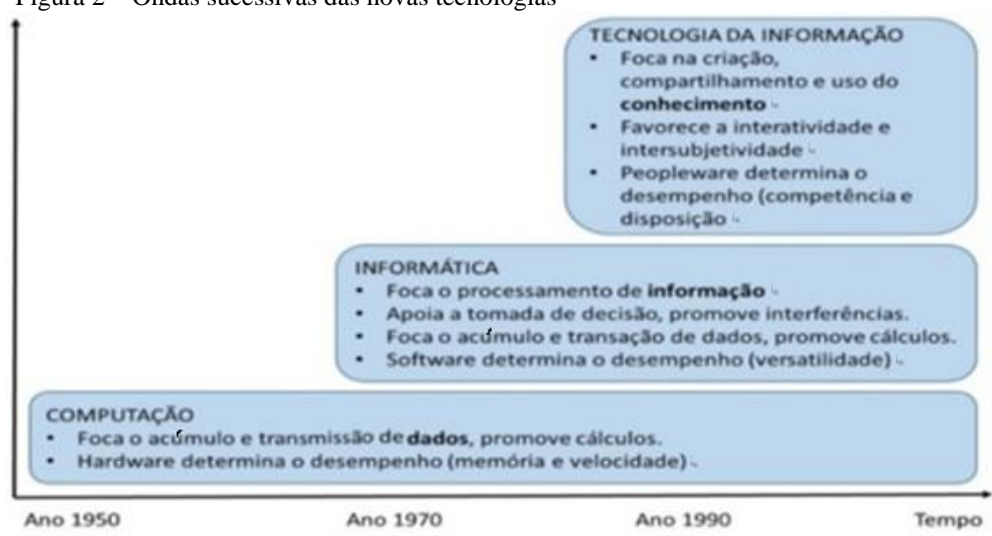 Figura 2 – Ondas sucessivas das novas tecnologias
TECNOLOGIA DA INFORMAÇÃO
• Foca na criação,
compartilhamento e uso do
conhecimento
• Favorece a interatividade e
intersubjetividade
• Peopleware determina o
desempenho (competência e
disposição
INFORMÁTICA
• Foca o processamento de informação
• Apoia a tomada de decisão, promove interferências.
• Foca o acúmulo e transação de dados, promove cálculos.
• Software determina o desempenho (versatilidade)
COMPUTAÇÃO
• Foca o acúmulo e transmissão de dados, promove cálculos.
• Hardware determina o desempenho (memória e velocidade)
Ano 1950 Ano 1970 Ano 1990 Tempo